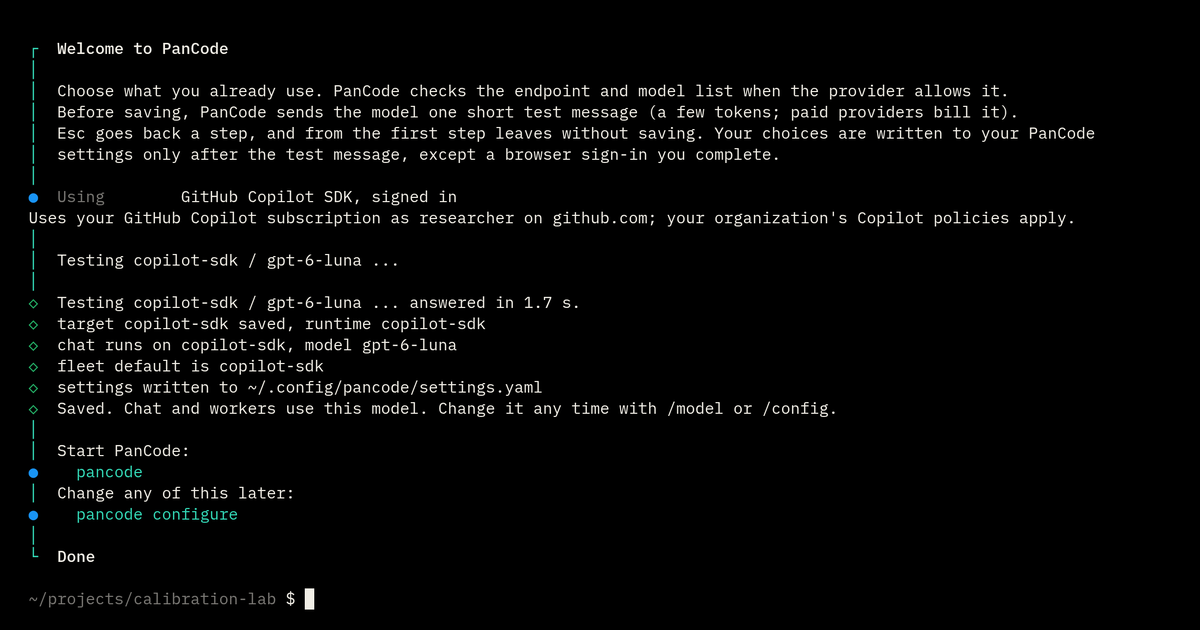 Welcome to PanCode
Choose what you already use. PanCode checks the endpoint and model list when the provider allows it.
Before saving, PanCode sends the model one short test message (a few tokens; paid providers bill it).
Esc goes back a step, and from the first step leaves without saving. Your choices are written to your PanCode
settings only after the test message, except a browser sign-in you complete.
Using GitHub Copilot SDK, signed in
Uses your GitHub Copilot subscription as researcher on github.com; your organization's Copilot policies apply.
Testing copilot-sdk / gpt-6-luna ...
Testing copilot-sdk / gpt-6-luna ... answered in 1.7 s.
target copilot-sdk saved, runtime copilot-sdk
chat runs on copilot-sdk, model gpt-6-luna
fleet default is copilot-sdk
settings written to ~/.config/pancode/settings.yaml
Saved. Chat and workers use this model. Change it any time with /model or /config.
Start PanCode:
pancode
Change any of this later:
pancode configure
Done
~/projects/calibration-lab $